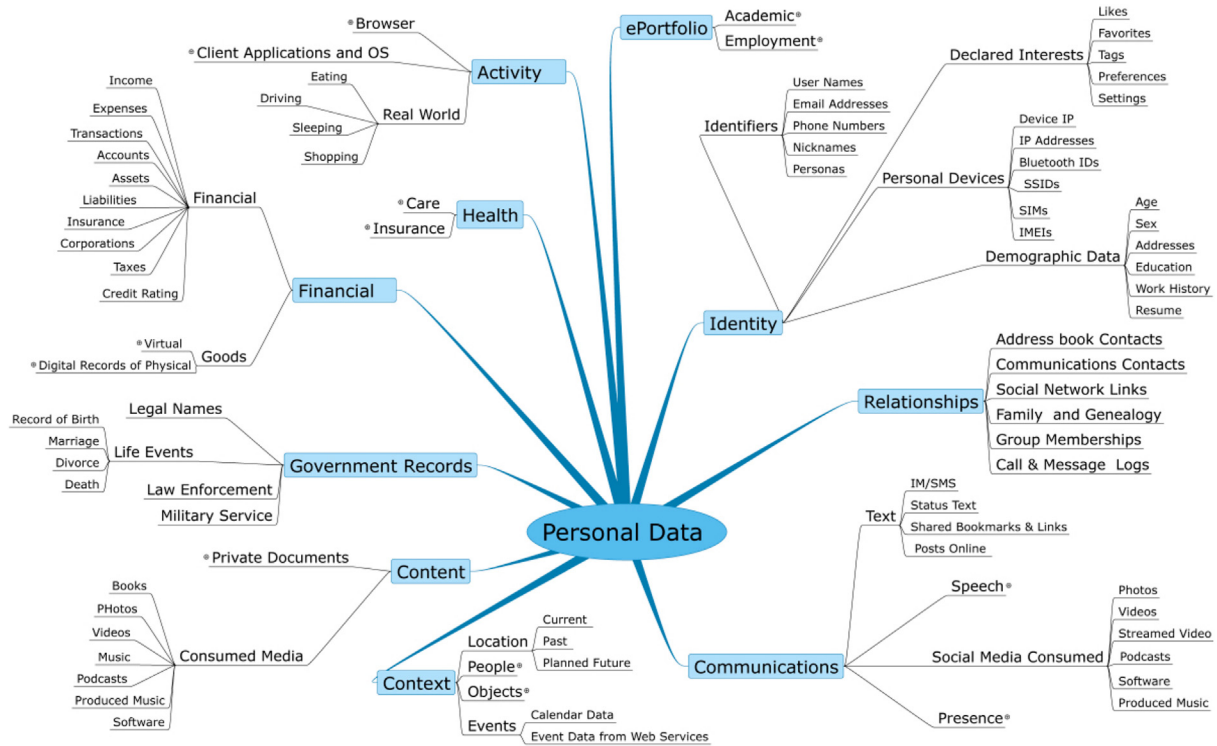 Personal Data
ePortfolio
Academic
Employment
Activity
Browser
Client Applications and OS
Real World
Eating
Driving
Sleeping
Shopping
Health
Care
Insurance
Financial
Financial
Income
Expenses
Transactions
Accounts
Assets
Liabilities
Insurance
Corporations
Taxes
Credit Rating
Goods
Virtual
Digital Records of Physical
Government Records
Legal Names
Life Events
Record of Birth
Marriage
Divorce
Death
Law Enforcement
Military Service
Content
Private Documents
Consumed Media
Books
PHotos
Videos
Music
Podcasts
Produced Music
Software
Context
Location
Current
Past
Planned Future
People
Objects
Events
Calendar Data
Event Data from Web Services
Identity
Identifiers
User Names
Email Addresses
Phone Numbers
Nicknames
Personas
Declared Interests
Likes
Favorites
Tags
Preferences
Settings
Personal Devices
Device IP
IP Addresses
Bluetooth IDs
SSIDs
SIMs
IMEIs
Demographic Data
Age
Sex
Addresses
Education
Work History
Resume
Relationships
Address book Contacts
Communications Contacts
Social Network Links
Family and Genealogy
Group Memberships
Call & Message Logs
Communications
Text
IM/SMS
Status Text
Shared Bookmarks & Links
Posts Online
Speech
Social Media Consumed
Photos
Videos
Streamed Video
Podcasts
Software
Produced Music
Presence